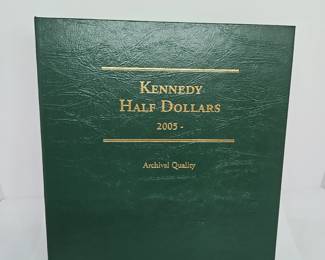 Kennedy
Half Dollars
2005 -
Archival Quality